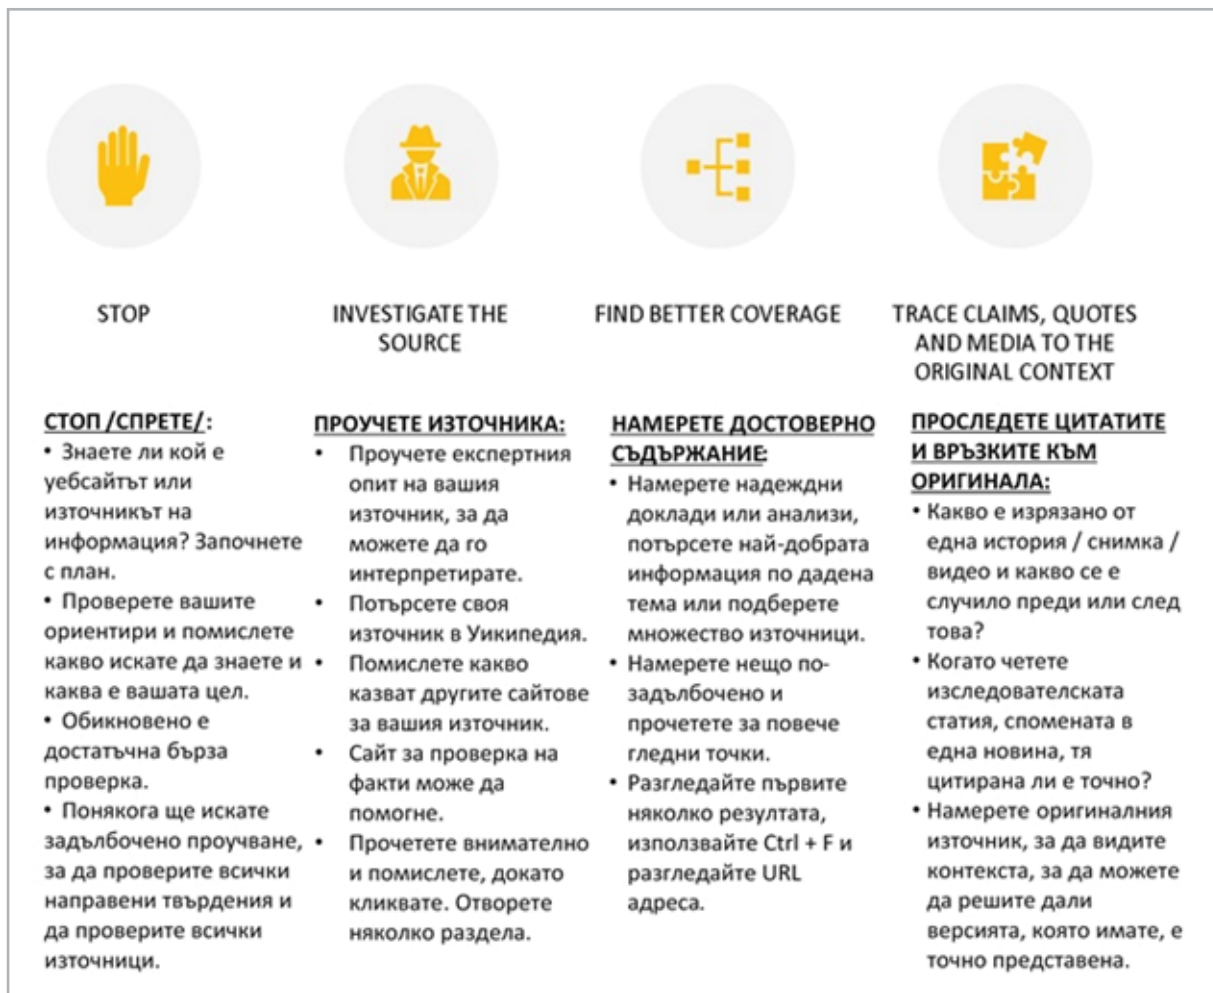 STOP
INVESTIGATE THE
SOURCE
FIND BETTER COVERAGE
TRACE CLAIMS, QUOTES
AND MEDIA TO THE
ORIGINAL CONTEXT
СТОП /СПРЕТЕ/:
• Знаете ли кой е
уебсайтът или
източникът на
информация? Започнете
с план.
• Проверете вашите
ориентири и помислете
какво искате да знаете и
каква е вашата цел.
• Обикновено е
достатъчна бърза
проверка.
• Понякога ще искате
задълбочено проучване,
за да проверите всички
направени твърдения и
да проверите всички
източници.
ПРОУЧЕТЕ ИЗТОЧНИКА:
• Проучете експертния
опит на вашия
източник, за да
можете да го
интерпретирате.
• Потърсете своя
източник в Уикипедия.
• Помислете какво
казват другите сайтове
за вашия източник.
• Сайт за проверка на
факти може да
помогне.
• Прочетете внимателно
и помислете, докато
кликвате. Отворете
няколко раздела.
НАМЕРЕТЕ ДОСТОВЕРНО
СЪДЪРЖАНИЕ:
• Намерете надеждни
доклади или анализи,
потърсете най-добрата
информация по дадена
тема или подберете
множество източници.
• Намерете нещо по-
задълбочено и
прочетете за повече
гледни точки.
• Разгледайте първите
няколко резултата,
използвайте Ctrl + F и
разгледайте URL
адреса.
ПРОСЛЕДЕТЕ ЦИТАТИТЕ
И ВРЪЗКИТЕ КЪМ
ОРИГИНАЛА:
• Какво е изрязано от
една история / снимка /
видео и какво се е
случило преди или след
това?
• Когато четете
изследователската
статия, спомената в
една новина, тя
цитирана ли е точно?
• Намерете оригиналния
източник, за да видите
контекста, за да можете
да решите дали
версията, която имате, е
точно представена.